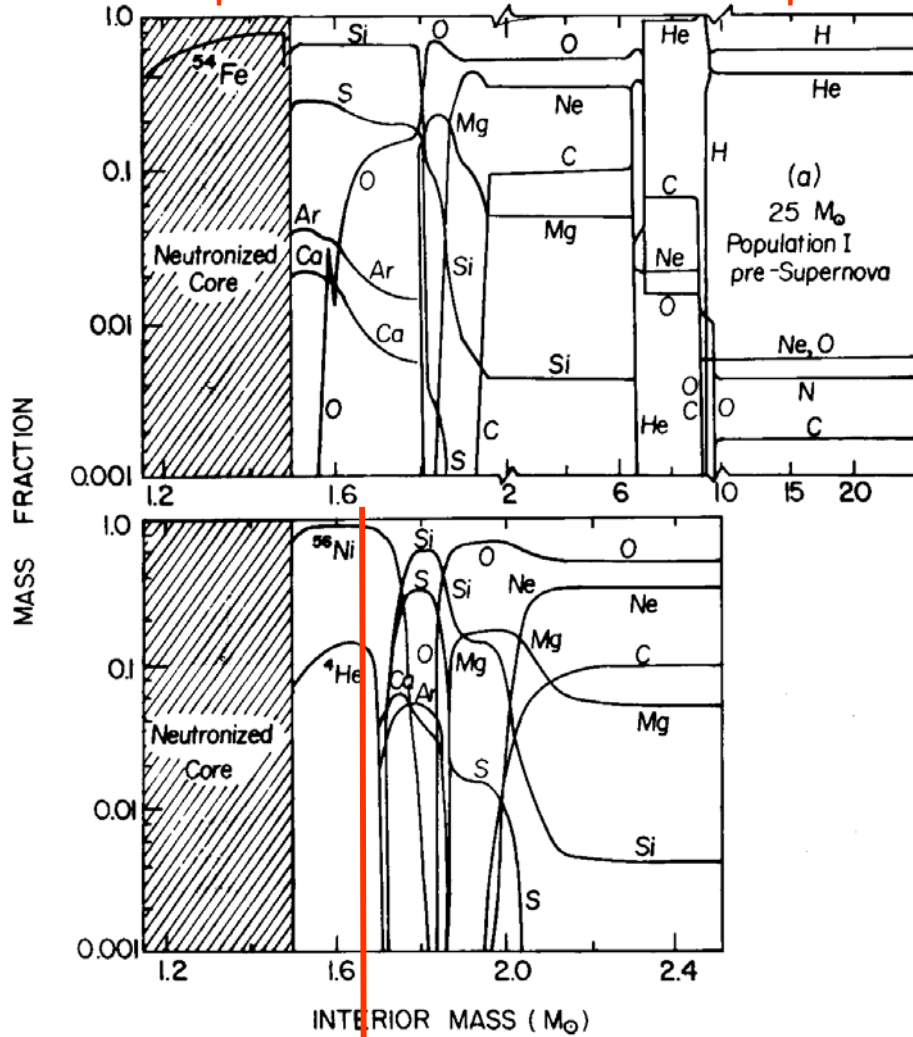 MASS FRACTION
1.0
0.1
0.01
0.001
⁵⁴Fe
Neutronized
Core
Si
S
O
Ar
Ca
O
Ar
Ca
O
O
Mg
Si
S
C
O
Ne
C
Mg
Si
He
C
Ne
O
He
O
C
O
H
H
He
(a)
25 M⊙
Population I
pre-Supernova
Ne, O
N
C
1.2
1.6
2
6
10
15
20
1.0
0.1
0.01
0.001
⁵⁶Ni
⁴He
Neutronized
Core
Si
S
O
Ca
Ar
Si
Mg
S
O
Ne
Mg
S
O
Ne
C
Mg
Si
1.2
1.6
1.8
2.0
2.4
INTERIOR MASS (M⊙)